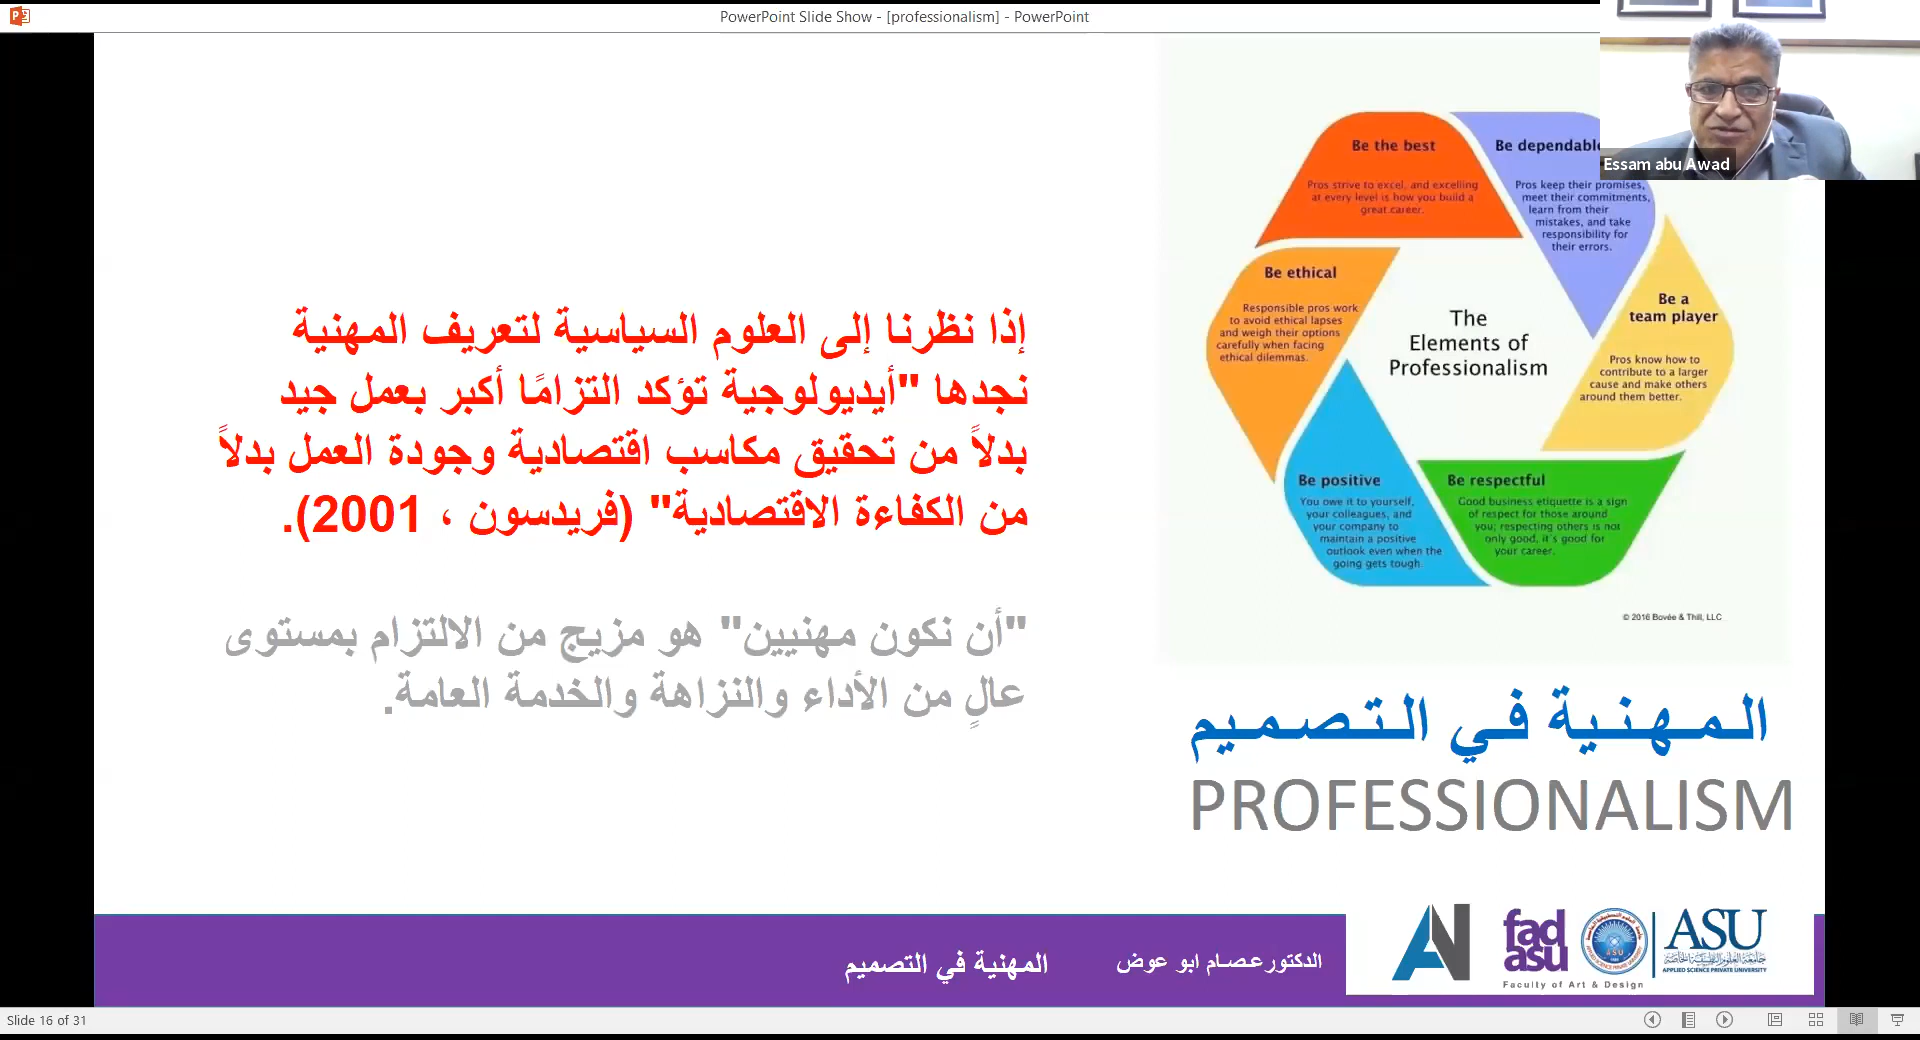 PowerPoint Slide Show - [professionalism] - PowerPoint
Essam abu Awad
إذا نظرنا إلى العلوم السياسية لتعريف المهنية
نجدها "أيديولوجية تؤكد التزامًا أكبر بعمل جيد
بدلاً من تحقيق مكاسب اقتصادية وجودة العمل بدلاً
من الكفاءة الاقتصادية" (فريدسون ، 2001).
"أن نكون مهنيين" هو مزيج من الالتزام بمستوى
عالٍ من الأداء والنزاهة والخدمة العامة.
Be the best
Pros strive to excel, and excelling
at every level is how you build a
great career.
Be dependable
Pros keep their promises,
meet their commitments,
learn from their
mistakes, and take
responsibility for
their errors.
Be a
team player
Pros know how to
contribute to a larger
cause and make others
around them better.
Be respectful
Good business etiquette is a sign
of respect for those around
you; respecting others is not
only good, it's good for
your career.
Be positive
You owe it to yourself,
your colleagues, and
your company to
maintain a positive
outlook even when the
going gets tough.
Be ethical
Responsible pros work
to avoid ethical lapses
and weigh their options
carefully when facing
ethical dilemmas.
The
Elements of
Professionalism
© 2016 Bovée & Thill, LLC
المهنية في التصميم
PROFESSIONALISM
الدكتور عصام ابو عوض
المهنية في التصميم
fad
asu
Faculty of Art & Design
ASU
جامعة العلوم التطبيقية الخاصة
APPLIED SCIENCE PRIVATE UNIVERSITY
Slide 16 of 31